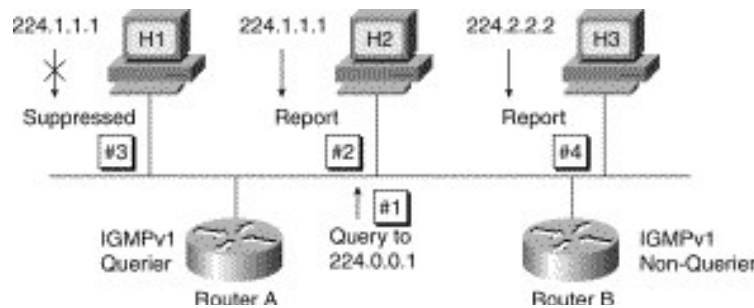 224.1.1.1
H1
224.1.1.1
H2
224.2.2.2
H3
Suppressed
#3
Report
#2
Report
#4
#1
IGMPv1
Querier
Query to
224.0.0.1
IGMPv1
Non-Querier
Router A
Router B